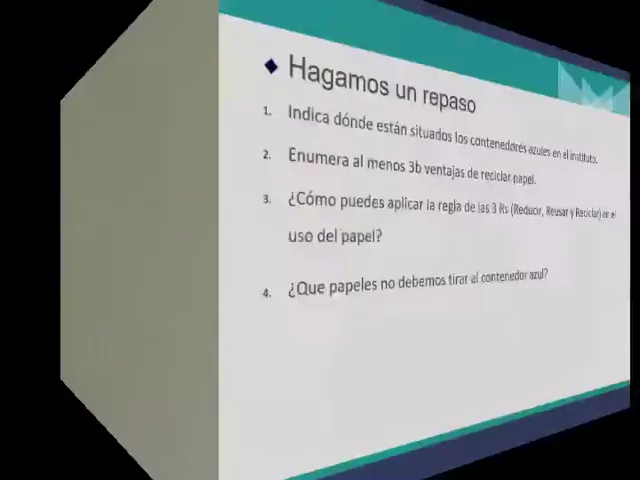 Hagamos un repaso
1. Indica dónde están situados los contenedores azules en el instituto.
2. Enumera al menos 3b ventajas de reciclar papel.
3. ¿Cómo puedes aplicar la regla de las 3 Rs (Reducir, Reusar y Reciclar) en el
uso del papel?
4. ¿Que papeles no debemos tirar al contenedor azul?